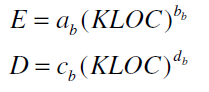 E = a_b (KLOC)^{b_b}
D = c_b (KLOC)^{d_b}